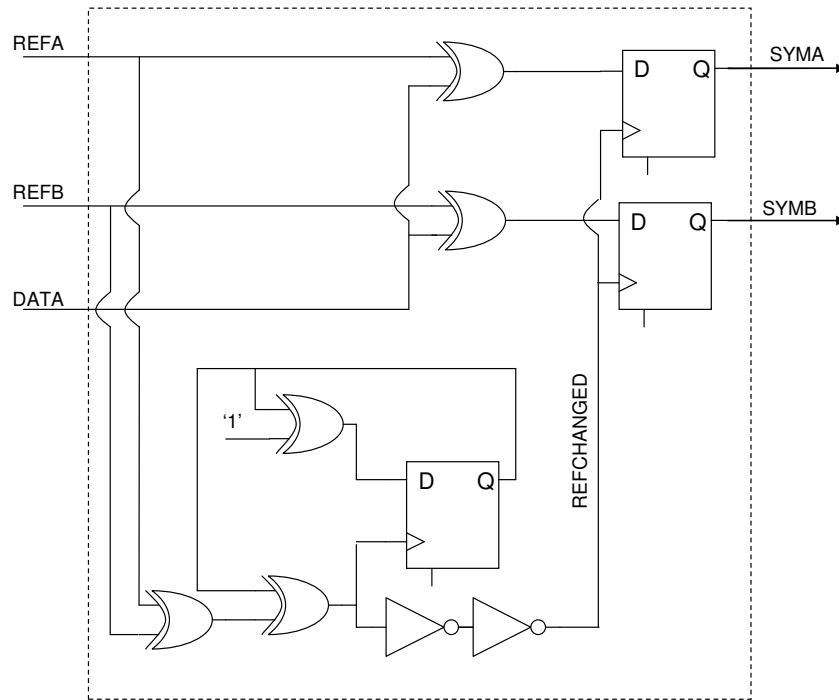 REFA
SYMA
D Q
REFB
SYMB
D Q
DATA
REFCHANGED
‘1’
D Q